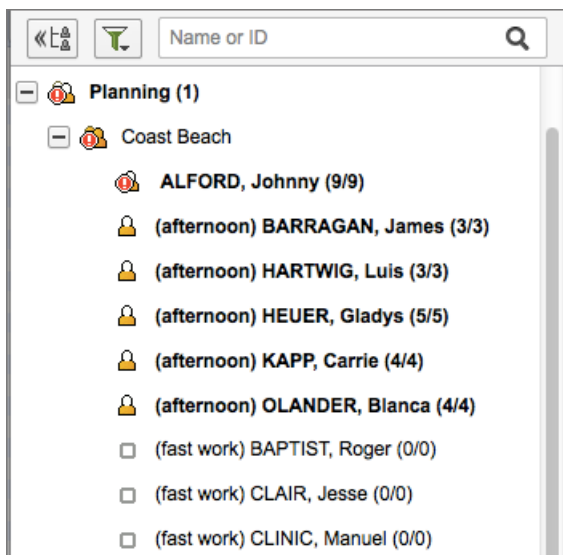 Name or ID
Planning (1)
Coast Beach
ALFORD, Johnny (9/9)
(afternoon) BARRAGAN, James (3/3)
(afternoon) HARTWIG, Luis (3/3)
(afternoon) HEUER, Gladys (5/5)
(afternoon) KAPP, Carrie (4/4)
(afternoon) OLANDER, Blanca (4/4)
(fast work) BAPTIST, Roger (0/0)
(fast work) CLAIR, Jesse (0/0)
(fast work) CLINIC, Manuel (0/0)